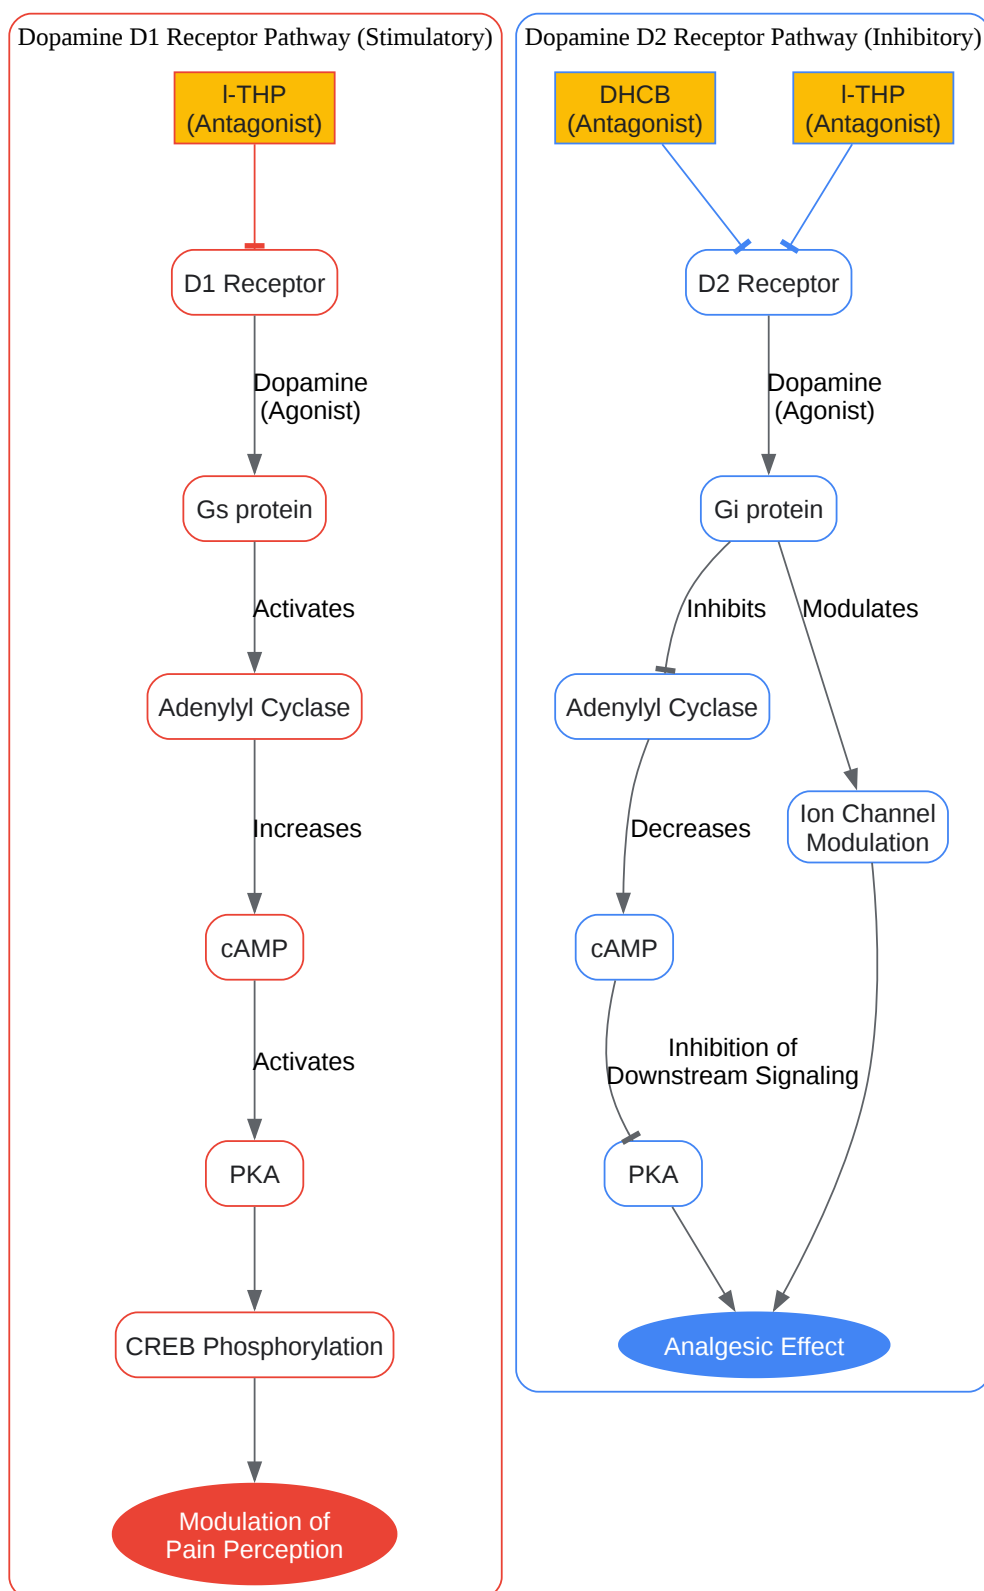 Dopamine D1 Receptor Pathway (Stimulatory)
l-THP
(Antagonist)
D1 Receptor
Dopamine
(Agonist)
Gs protein
Activates
Adenylyl Cyclase
Increases
cAMP
Activates
PKA
CREB Phosphorylation
Modulation of
Pain Perception
Dopamine D2 Receptor Pathway (Inhibitory)
DHCB
(Antagonist)
l-THP
(Antagonist)
D2 Receptor
Dopamine
(Agonist)
Gi protein
Inhibits
Modulates
Adenylyl Cyclase
Ion Channel
Modulation
Decreases
cAMP
Inhibition of
Downstream Signaling
PKA
Analgesic Effect